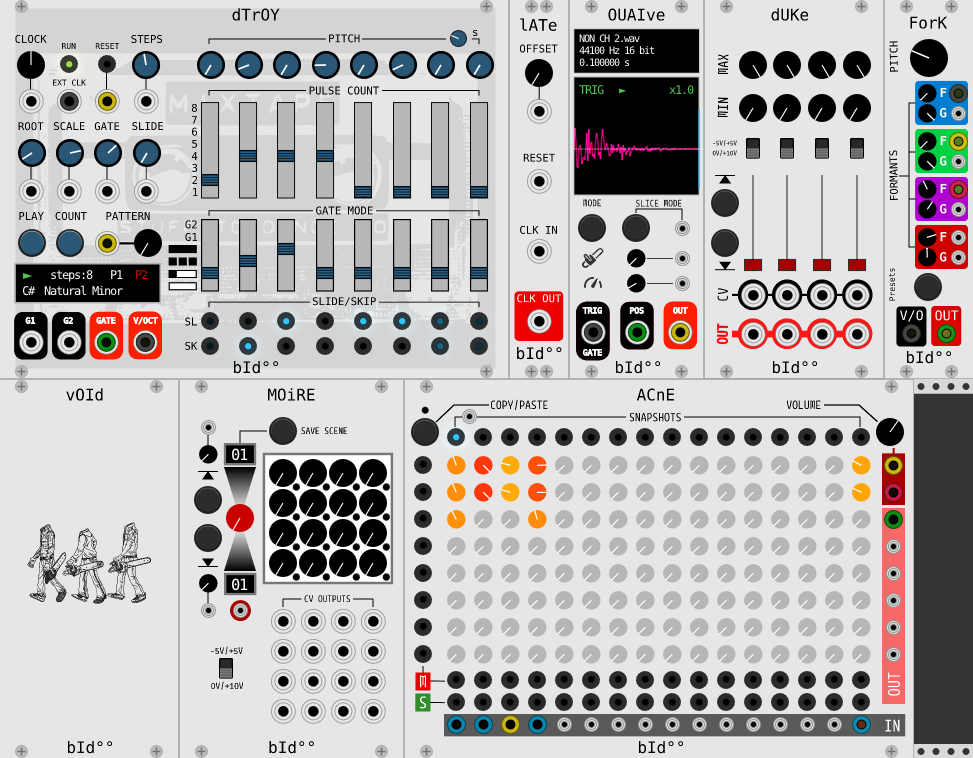 dTrOY
CLOCK
RUN
RESET
STEPS
PITCH
S
EXT CLK
PULSE COUNT
8
7
6
5
4
3
2
1
ROOT
SCALE
GATE
SLIDE
PLAY
COUNT
PATTERN
GATE MODE
G2
G1
► steps:8 P1 P2
C# Natural Minor
SLIDE/SKIP
SL
SK
G1
G2
GATE
V/OCT
bId°°
lATe
OFFSET
RESET
CLK IN
CLK OUT
bId°°
OUAIve
NON CH 2.wav
44100 Hz 16 bit
0.100000 s
TRIG ► x1.0
MODE
SLICE MODE
TRIG
GATE
POS
OUT
bId°°
dUKe
MAX
MIN
-5V/+5V
0V/+10V
CV
OUT
bId°°
ForK
PITCH
FORMANTS
F
G
F
G
F
G
F
G
Presets
V/O
OUT
bId°°
vOId
bId°°
MOiRE
SAVE SCENE
01
01
CV OUTPUTS
-5V/+5V
0V/+10V
bId°°
ACnE
COPY/PASTE
SNAPSHOTS
VOLUME
M
S
OUT
IN
bId°°